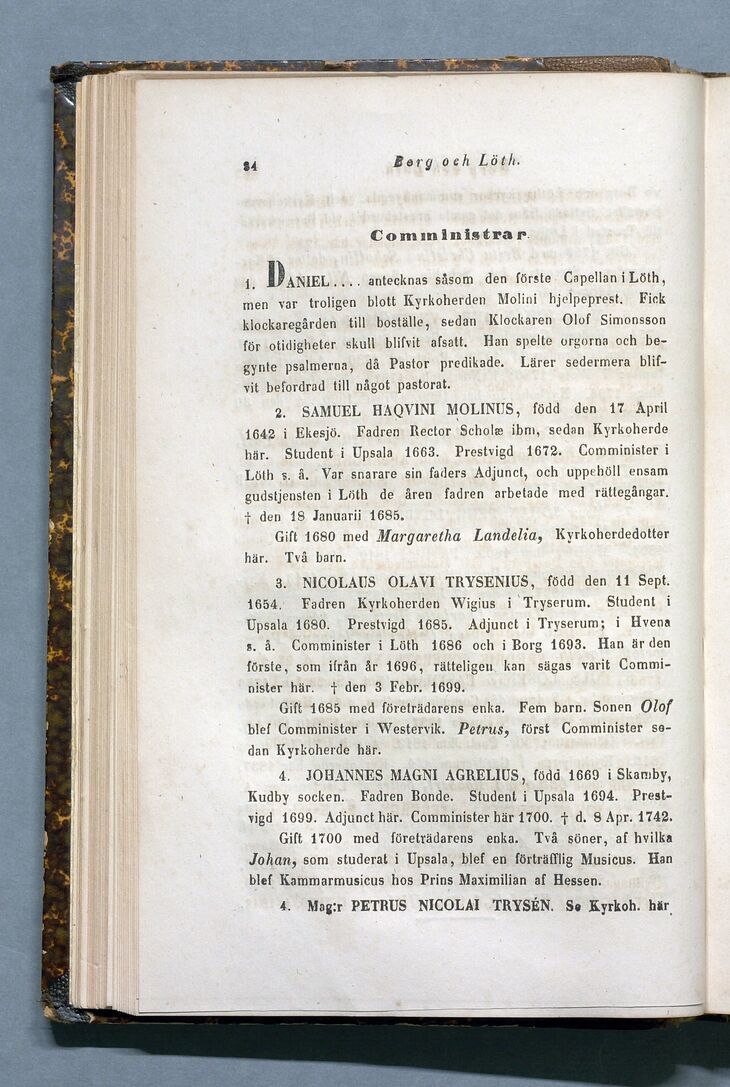 84
Borg och Löth.
Comministrar.
1. DANIEL.... antecknas såsom den förste Capellan i Löth,
men var troligen blott Kyrkoherden Molini hjelpeprest. Fick
klockaregården till boställe, sedan Klockaren Olof Simonsson
för otidigheter skull blifvit afsatt. Han spelte orgorna och be-
gynte psalmerna, då Pastor predikade. Lärer sedermera blif-
vit befordrad till något pastorat.
2. SAMUEL HAQVINI MOLINUS, född den 17 April
1642 i Ekesjö. Fadren Rector Scholæ ibm, sedan Kyrkoherde
här. Student i Upsala 1663. Prestvigd 1672. Comminister i
Löth s. å. Var snarare sin faders Adjunct, och uppehöll ensam
gudstjensten i Löth de åren fadren arbetade med rättegångar.
† den 18 Januarii 1685.
Gift 1680 med Margaretha Landelia, Kyrkoherdedotter
här. Två barn.
3. NICOLAUS OLAVI TRYSENIUS, född den 11 Sept.
1654. Fadren Kyrkoherden Wigius i Tryserum. Student i
Upsala 1680. Prestvigd 1685. Adjunct i Tryserum; i Hvena
s. å. Comminister i Löth 1686 och i Borg 1693. Han är den
förste, som ifrån år 1696, rätteligen kan sägas varit Commi-
nister här. † den 3 Febr. 1699.
Gift 1685 med företrädarens enka. Fem barn. Sonen Olof
blef Comminister i Westervik. Petrus, först Comminister se-
dan Kyrkoherde här.
4. JOHANNES MAGNI AGRELIUS, född 1669 i Skamby,
Kudby socken. Fadren Bonde. Student i Upsala 1694. Prest-
vigd 1699. Adjunct här. Comminister här 1700. † d. 8 Apr. 1742.
Gift 1700 med företrädarens enka. Två söner, af hvilka
Johan, som studerat i Upsala, blef en förträfflig Musicus. Han
blef Kammarmusicus hos Prins Maximilian af Hessen.
4. Mag:r PETRUS NICOLAI TRYSÉN. Se Kyrkoh. här